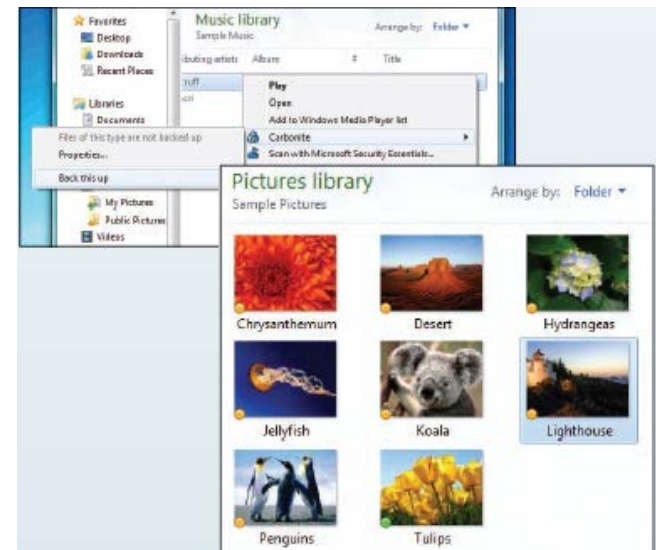 Favorites
Desktop
Downloads
Recent Places
Libraries
Documents
My Pictures
Public Pictures
Videos
Music library
Sample Music
Arrange by: Folder
ibuting artists Album # Title
ruff
scri
Play
Open
Add to Windows Media Player list
Carbonite
Scan with Microsoft Security Essentials...
Files of this type are not backed up
Properties...
Back this up
Pictures library
Sample Pictures
Arrange by: Folder
Chrysanthemum Desert Hydrangeas
Jellyfish Koala Lighthouse
Penguins Tulips